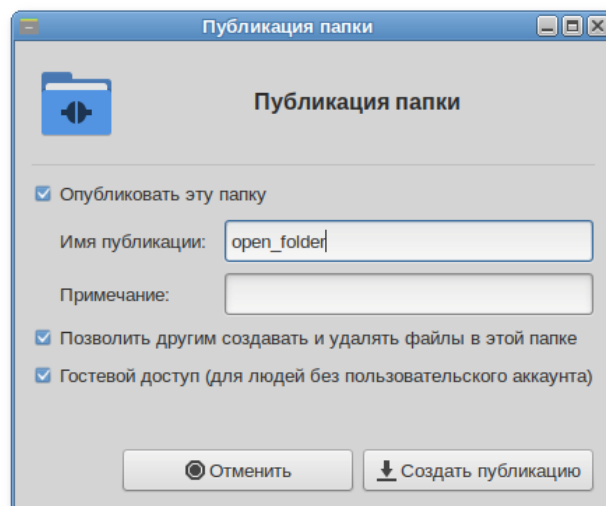 Публикация папки
Публикация папки
Опубликовать эту папку
Имя публикации: open_folder
Примечание:
Позволить другим создавать и удалять файлы в этой папке
Гостевой доступ (для людей без пользовательского аккаунта)
Отменить Создать публикацию